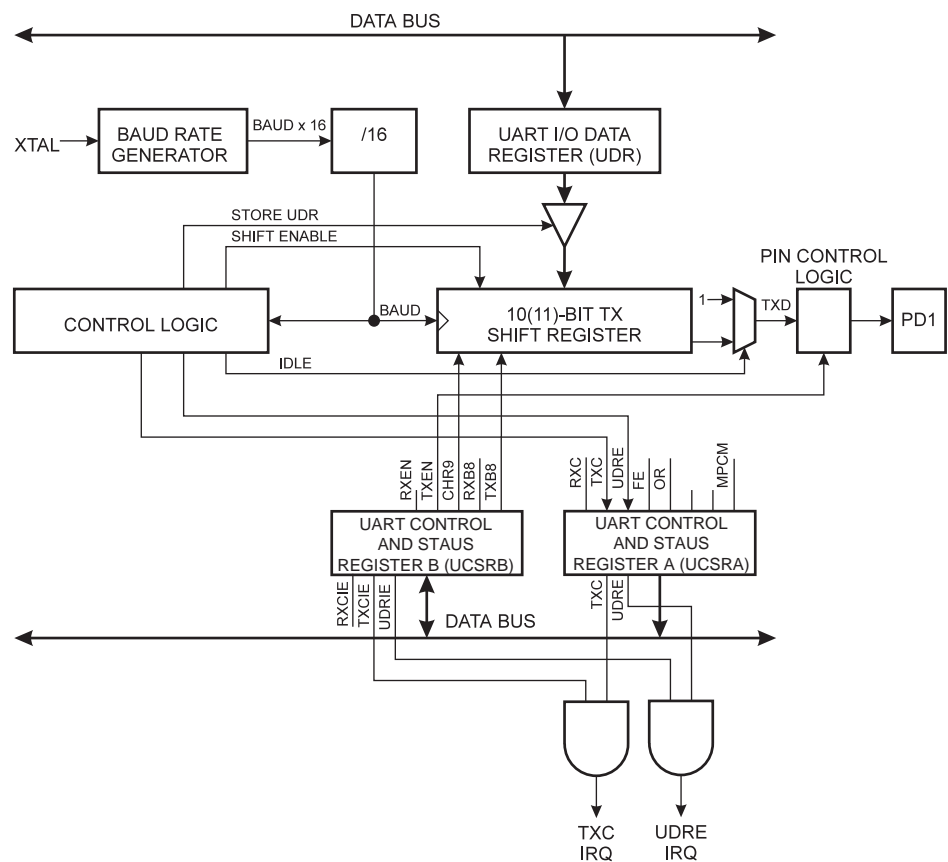 DATA BUS
XTAL
BAUD RATE
GENERATOR
BAUD x 16
/16
UART I/O DATA
REGISTER (UDR)
STORE UDR
SHIFT ENABLE
PIN CONTROL
LOGIC
CONTROL LOGIC
BAUD
10(11)-BIT TX
SHIFT REGISTER
1
TXD
PD1
IDLE
RXEN
TXEN
CHR9
RXB8
TXB8
RXC
TXC
UDRE
FE
OR
MPCM
UART CONTROL
AND STAUS
REGISTER B (UCSRB)
UART CONTROL
AND STAUS
REGISTER A (UCSRA)
RXCIE
TXCIE
UDRIE
TXC
UDRE
DATA BUS
TXC
IRQ
UDRE
IRQ